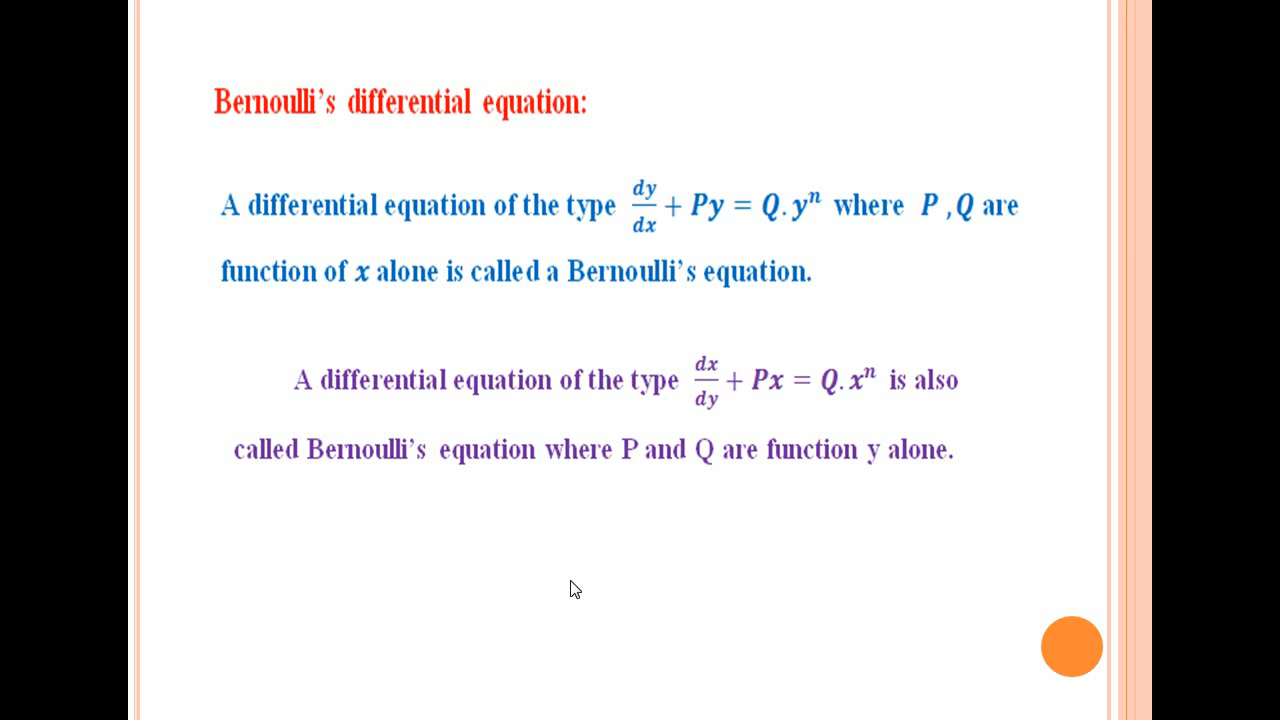 Bernoulli's differential equation:
A differential equation of the type dy/dx + Py = Q.yⁿ where P ,Q are
function of x alone is called a Bernoulli's equation.
A differential equation of the type dx/dy + Px = Q.xⁿ is also
called Bernoulli's equation where P and Q are function y alone.